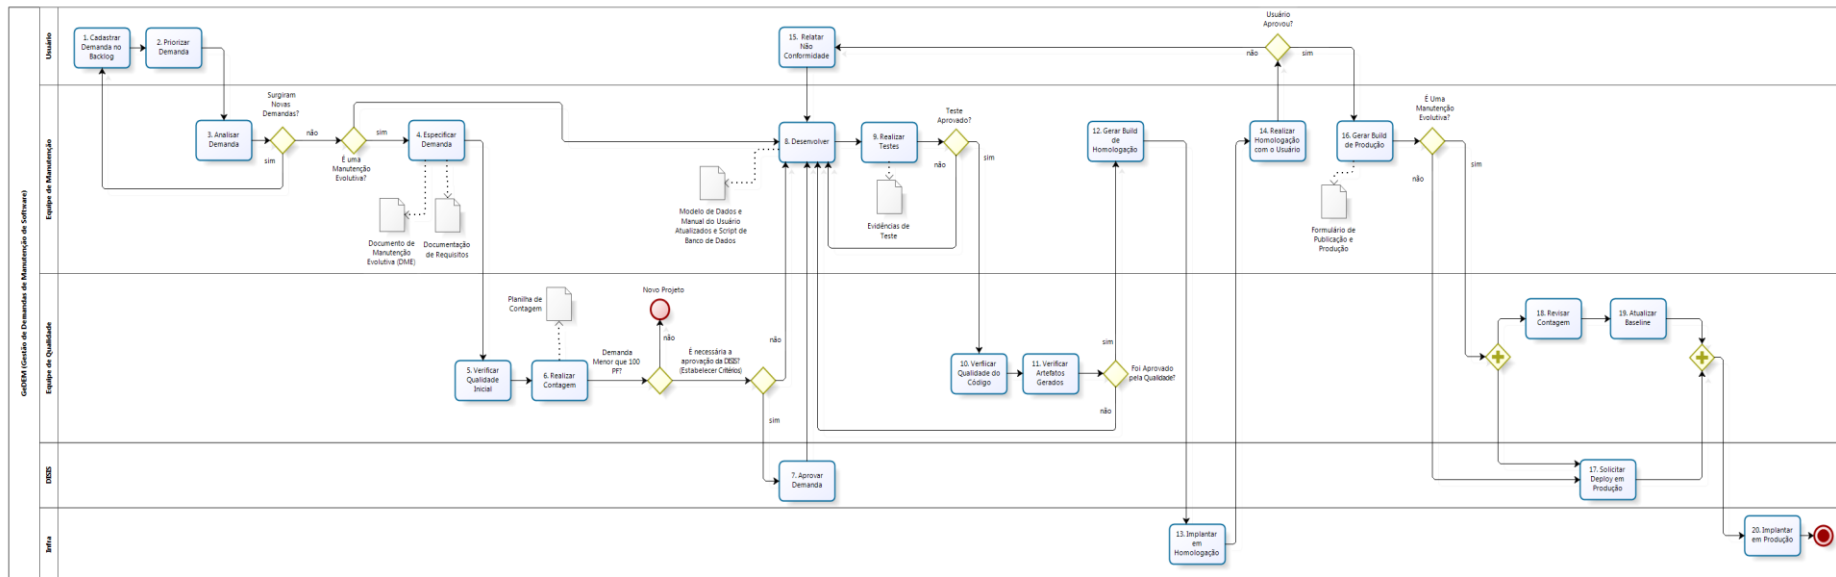 GeDEM (Gestão de Demandas de Manutenção de Software)
Usuário
1. Cadastrar
Demanda no
Backlog
2. Priorizar
Demanda
15. Relatar
Não
Conformidade
Usuário
Aprovou?
não
sim
Equipe de Manutenção
Surgiram
Novas
Demandas?
3. Analisar
Demanda
não
sim
É uma
Manutenção
Evolutiva?
sim
4. Especificar
Demanda
Documento de
Manutenção
Evolutiva (DME)
Documentação
de Requisitos
8. Desenvolver
Modelo de Dados e
Manual do Usuário
Atualizados e Script de
Banco de Dados
9. Realizar
Testes
Evidências de
Teste
Teste
Aprovado?
não
sim
12. Gerar Build
de
Homologação
14. Realizar
Homologação
com o Usuário
16. Gerar Build
de Produção
Formulário de
Publicação e
Produção
É Uma
Manutenção
Evolutiva?
não
sim
Equipe de Qualidade
5. Verificar
Qualidade
Inicial
6. Realizar
Contagem
Planilha de
Contagem
Demanda
Menor que 100
PF?
Novo Projeto
não
É necessária a
aprovação da DISIS?
(Estabelecer Critérios)
não
sim
10. Verificar
Qualidade do
Código
11. Verificar
Artefatos
Gerados
sim
Foi Aprovado
pela Qualidade?
não
18. Revisar
Contagem
19. Atualizar
Baseline
DISIS
7. Aprovar
Demanda
17. Solicitar
Deploy em
Produção
Infra
13. Implantar
em
Homologação
20. Implantar
em Produção